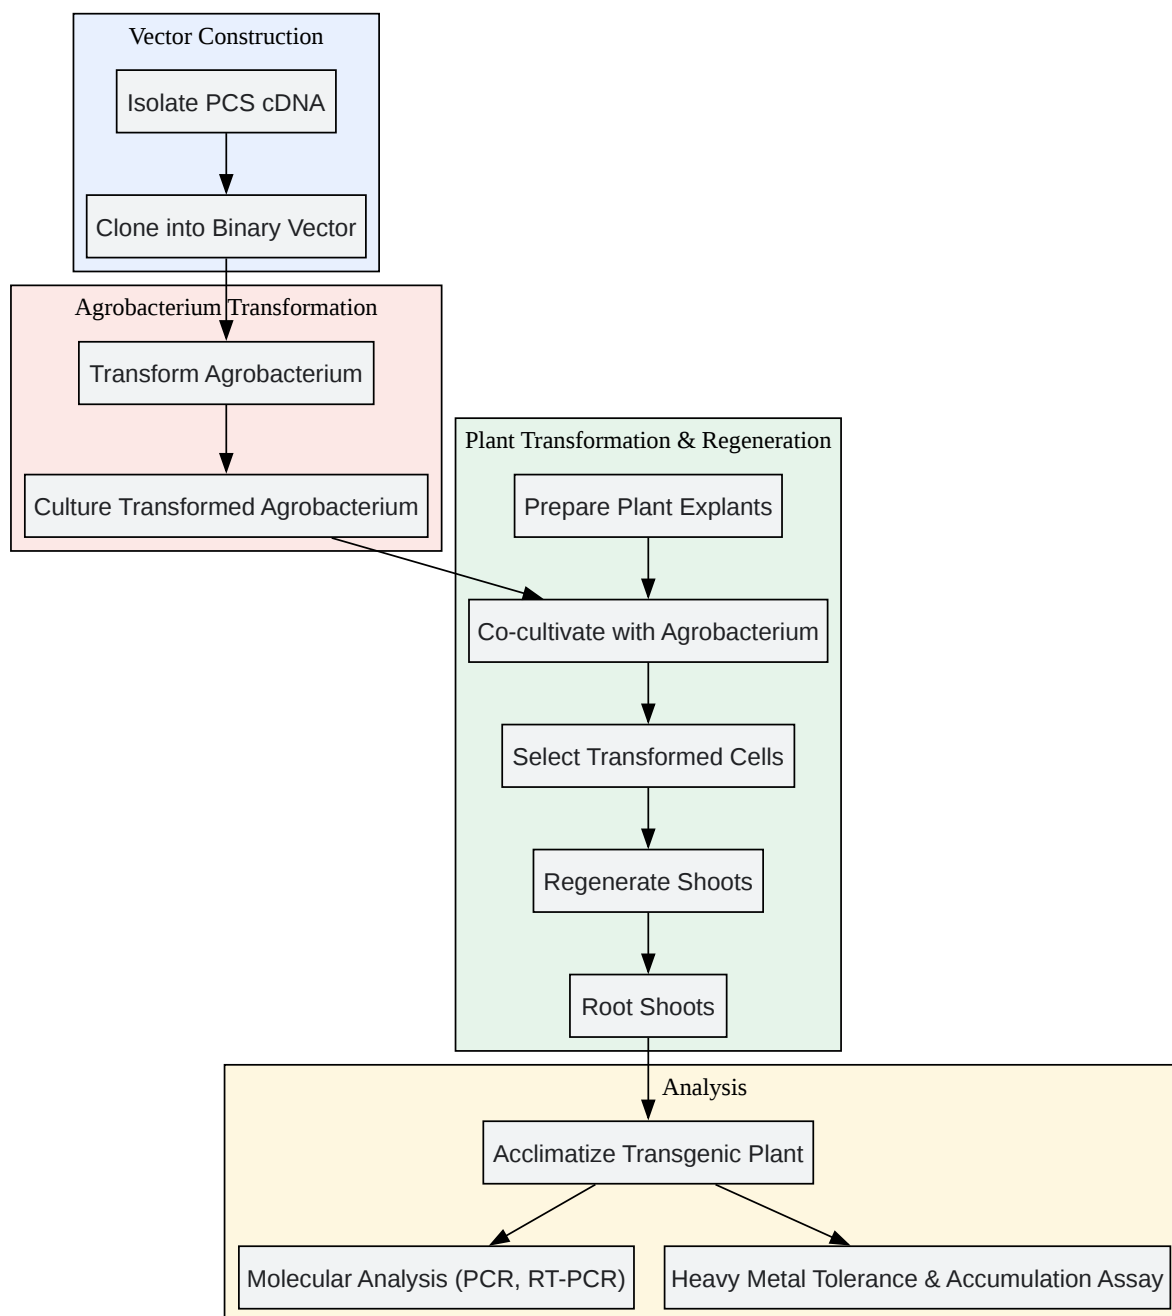 Vector Construction
Isolate PCS cDNA
Clone into Binary Vector
Agrobacterium Transformation
Transform Agrobacterium
Culture Transformed Agrobacterium
Plant Transformation & Regeneration
Prepare Plant Explants
Co-cultivate with Agrobacterium
Select Transformed Cells
Regenerate Shoots
Root Shoots
Analysis
Acclimatize Transgenic Plant
Molecular Analysis (PCR, RT-PCR)
Heavy Metal Tolerance & Accumulation Assay